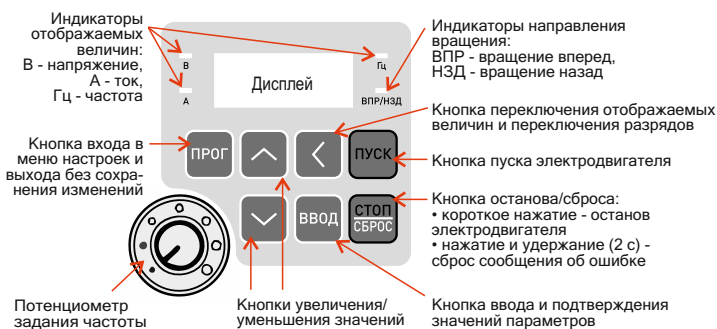 Индикаторы
отображаемых
величин:
В - напряжение,
А - ток,
Гц - частота
Индикаторы направления
вращения:
ВПР - вращение вперед,
НЗД - вращение назад
В
Гц
Дисплей
А
ВПР/НЗД
Кнопка переключения отображаемых
величин и переключения разрядов
Кнопка входа в
меню настроек и
выхода без сохра-
нения изменений
ПРОГ
ПУСК
Кнопка пуска электродвигателя
ВВОД
СТОП
СБРОС
Кнопка останова/сброса:
• короткое нажатие - останов
электродвигателя
• нажатие и удержание (2 с) -
сброс сообщения об ошибке
Потенциометр
задания частоты
Кнопки увеличения/
уменьшения значений
Кнопка ввода и подтверждения
значений параметров